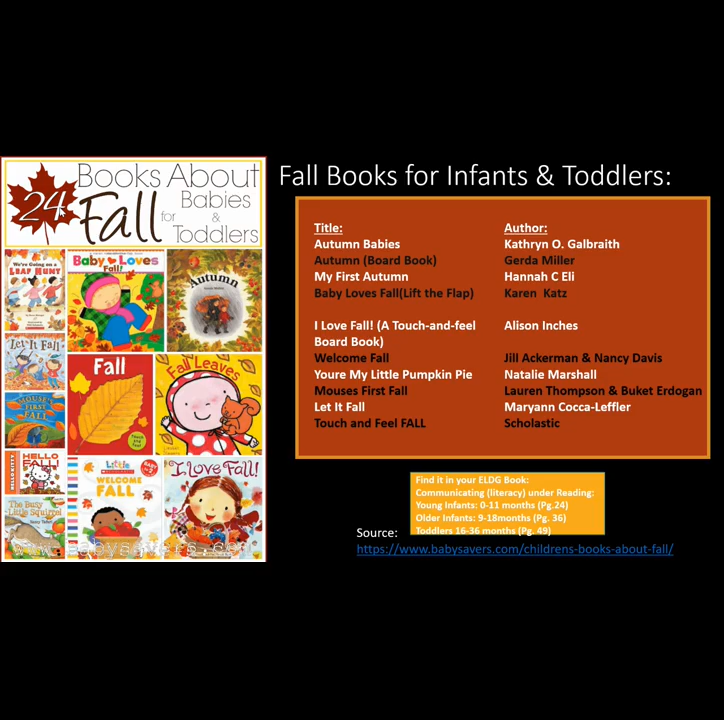 24
Books About
Fall
for
Babies
&
Toddlers
We're Going on a
LEAF HUNT
Baby Loves
Fall!
Autumn
Let It Fall
MOUSE'S
FIRST
FALL
Fall
Touch
and
Feel
Fall Leaves
HELLO KITTY
HELLO
FALL!
Little
SCHOLASTIC
WELCOME
FALL
I Love Fall!
The Busy
Little Squirrel
www.babysavers.com
Fall Books for Infants & Toddlers:
Title: Author:
Autumn Babies Kathryn O. Galbraith
Autumn (Board Book) Gerda Miller
My First Autumn Hannah C Eli
Baby Loves Fall(Lift the Flap) Karen Katz
I Love Fall! (A Touch-and-feel Alison Inches
Board Book)
Welcome Fall Jill Ackerman & Nancy Davis
Youre My Little Pumpkin Pie Natalie Marshall
Mouses First Fall Lauren Thompson & Buket Erdogan
Let It Fall Maryann Cocca-Leffler
Touch and Feel FALL Scholastic
Find it in your ELDG Book:
Communicating (literacy) under Reading:
Young Infants: 0-11 months (Pg.24)
Older Infants: 9-18months (Pg. 36)
Toddlers 16-36 months (Pg. 49)
Source:
https://www.babysavers.com/childrens-books-about-fall/